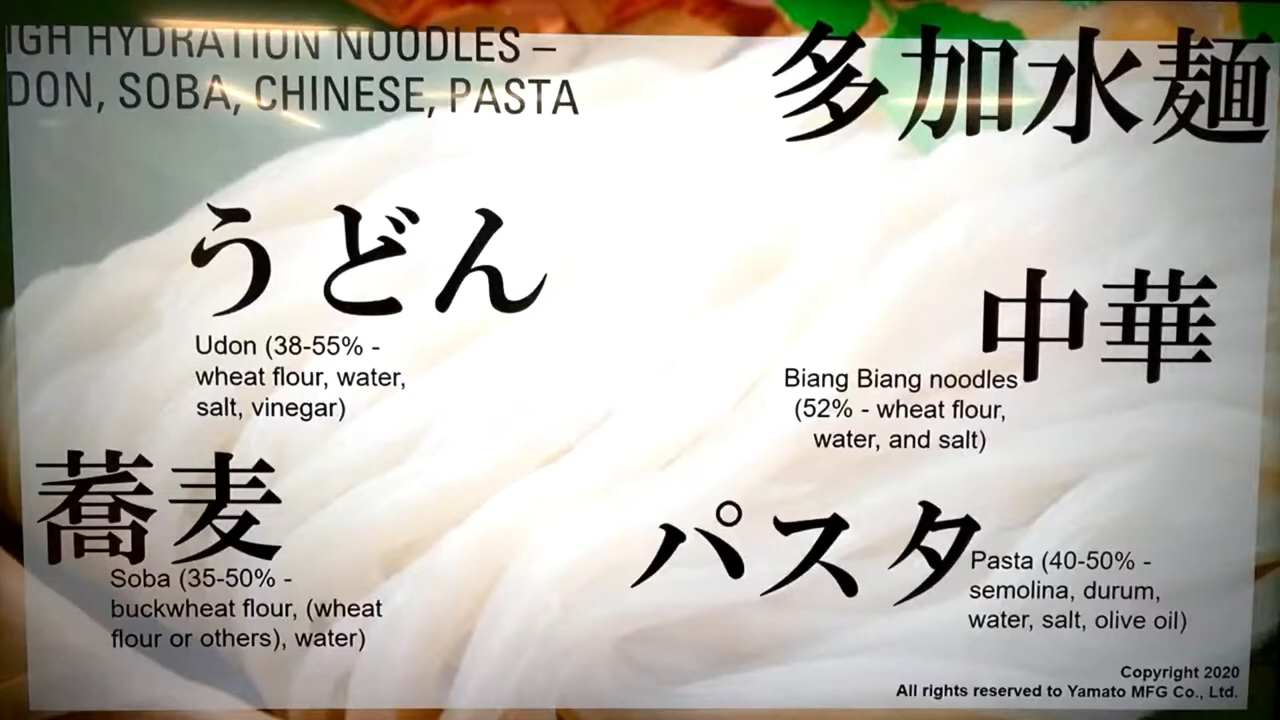 IGH HYDRATION NOODLES –
DON, SOBA, CHINESE, PASTA
多加水麺
うどん
Udon (38-55% -
wheat flour, water,
salt, vinegar)
中華
Biang Biang noodles
(52% - wheat flour,
water, and salt)
蕎麦
Soba (35-50% -
buckwheat flour, (wheat
flour or others), water)
パスタ
Pasta (40-50% -
semolina, durum,
water, salt, olive oil)
Copyright 2020
All rights reserved to Yamato MFG Co., Ltd.